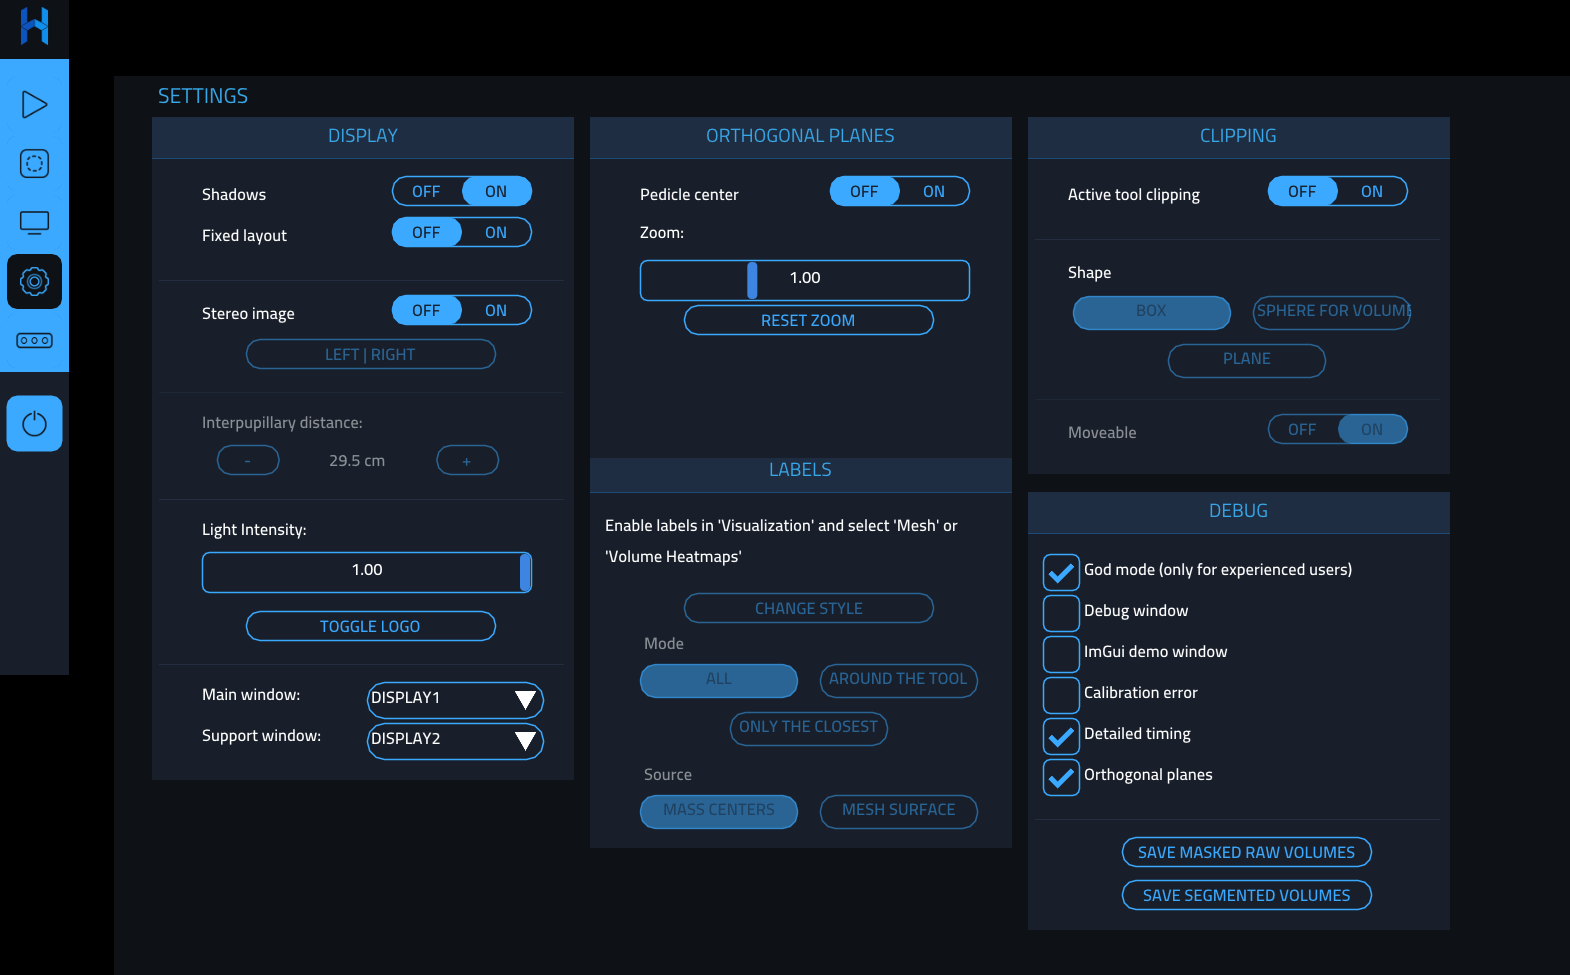 SETTINGS
DISPLAY
Shadows OFF ON
Fixed layout OFF ON
Stereo image OFF ON
LEFT | RIGHT
Interpupillary distance:
- 29.5 cm +
Light Intensity:
1.00
TOGGLE LOGO
Main window: DISPLAY1
Support window: DISPLAY2
ORTHOGONAL PLANES
Pedicle center OFF ON
Zoom:
1.00
RESET ZOOM
LABELS
Enable labels in 'Visualization' and select 'Mesh' or
'Volume Heatmaps'
CHANGE STYLE
Mode
ALL AROUND THE TOOL
ONLY THE CLOSEST
Source
MASS CENTERS MESH SURFACE
CLIPPING
Active tool clipping OFF ON
Shape
BOX SPHERE FOR VOLUME
PLANE
Moveable OFF ON
DEBUG
God mode (only for experienced users)
Debug window
ImGui demo window
Calibration error
Detailed timing
Orthogonal planes
SAVE MASKED RAW VOLUMES
SAVE SEGMENTED VOLUMES